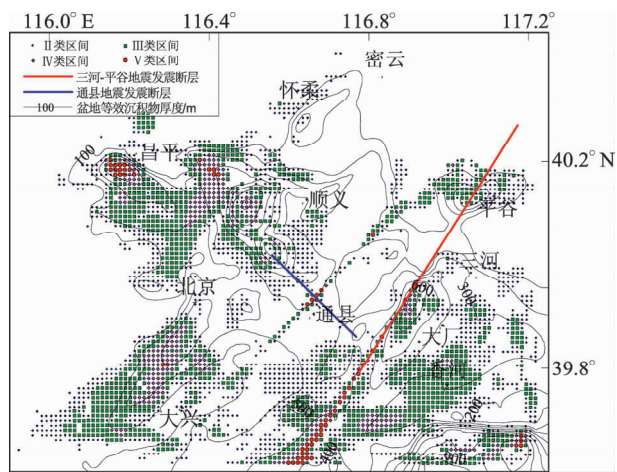 116.0° E 116.4° 116.8° 117.2°
Ⅱ类区间 Ⅲ类区间
Ⅳ类区间 Ⅴ类区间
三河-平谷地震发震断层
通县地震发震断层
100 盆地等效沉积物厚度/m
密云
怀柔
100
昌平
40.2° N
顺义
平谷
三河
北京
600
300
通县
大厂
39.8°
香河
大兴
200